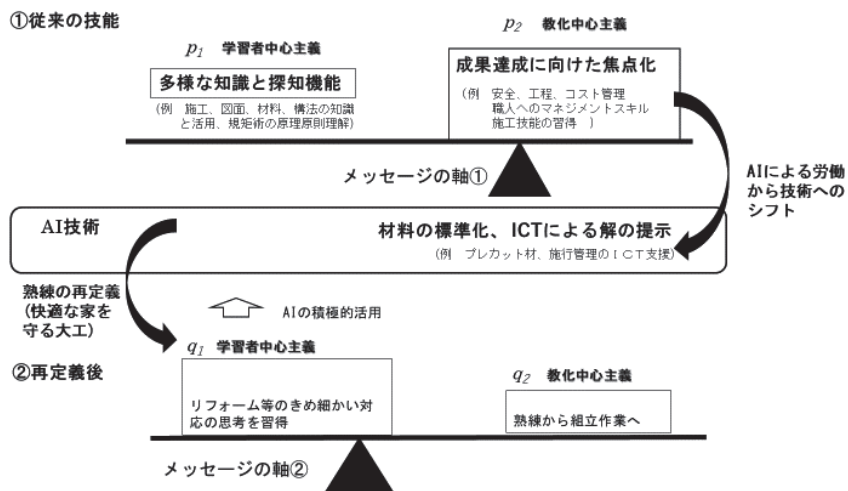 ①従来の技能
p1 学習者中心主義
多様な知識と探知機能
(例 施工、図面、材料、構法の知識
と活用、規矩術の原理原則理解)
p2 教化中心主義
成果達成に向けた焦点化
(例 安全、工程、コスト管理
職人へのマネジメントスキル
施工技能の習得 )
メッセージの軸①
AIによる労働
から技術への
シフト
AI技術
材料の標準化、ICTによる解の提示
(例 プレカット材、施行管理のICT支援)
熟練の再定義
(快適な家を
守る大工)
AIの積極的活用
②再定義後
q1 学習者中心主義
リフォーム等のきめ細かい対
応の思考を習得
q2 教化中心主義
熟練から組立作業へ
メッセージの軸②